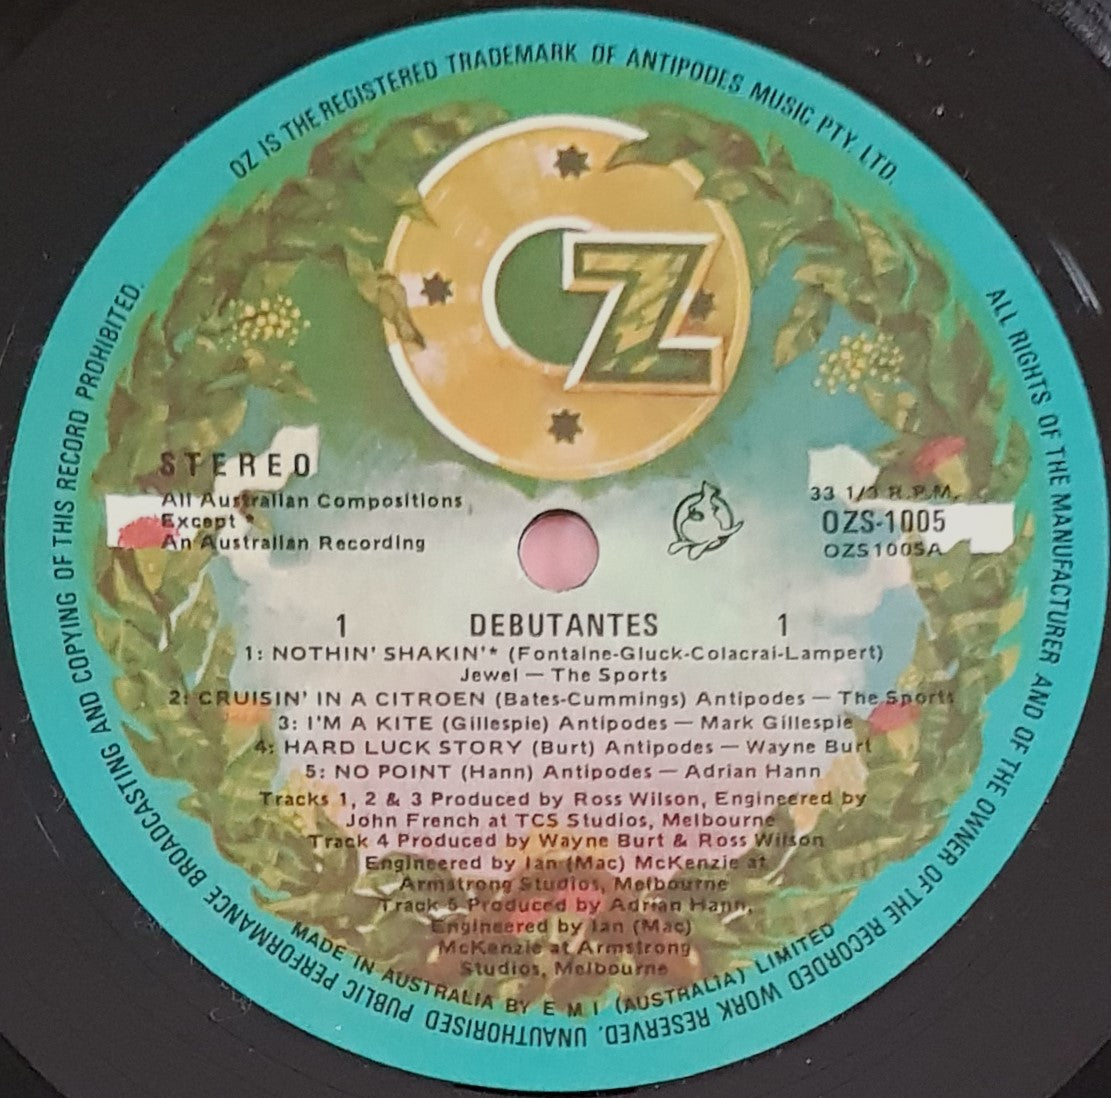 OZ IS THE REGISTERED TRADEMARK OF ANTIPODES MUSIC PTY. LTD.
ALL RIGHTS OF THE MANUFACTURER AND OF THE OWNER OF THE RECORDED WORK RESERVED. UNAUTHORISED PUBLIC PERFORMANCE BROADCASTING AND COPYING OF THIS RECORD PROHIBITED.
OZ
STEREO
All Australian Compositions
Except *
An Australian Recording
33 1/3 R.P.M.
OZS-1005
OZS1005A
1 DEBUTANTES 1
1: NOTHIN' SHAKIN'* (Fontaine-Gluck-Colacrai-Lampert)
Jewel — The Sports
2: CRUISIN' IN A CITROEN (Bates-Cummings) Antipodes — The Sports
3: I'M A KITE (Gillespie) Antipodes — Mark Gillespie
4: HARD LUCK STORY (Burt) Antipodes — Wayne Burt
5: NO POINT (Hann) Antipodes — Adrian Hann
Tracks 1, 2 & 3 Produced by Ross Wilson, Engineered by
John French at TCS Studios, Melbourne
Track 4 Produced by Wayne Burt & Ross Wilson
Engineered by Ian (Mac) McKenzie at
Armstrong Studios, Melbourne
Track 5 Produced by Adrian Hann,
Engineered by Ian (Mac)
McKenzie at Armstrong
Studios, Melbourne
MADE IN AUSTRALIA BY E M I (AUSTRALIA) LIMITED